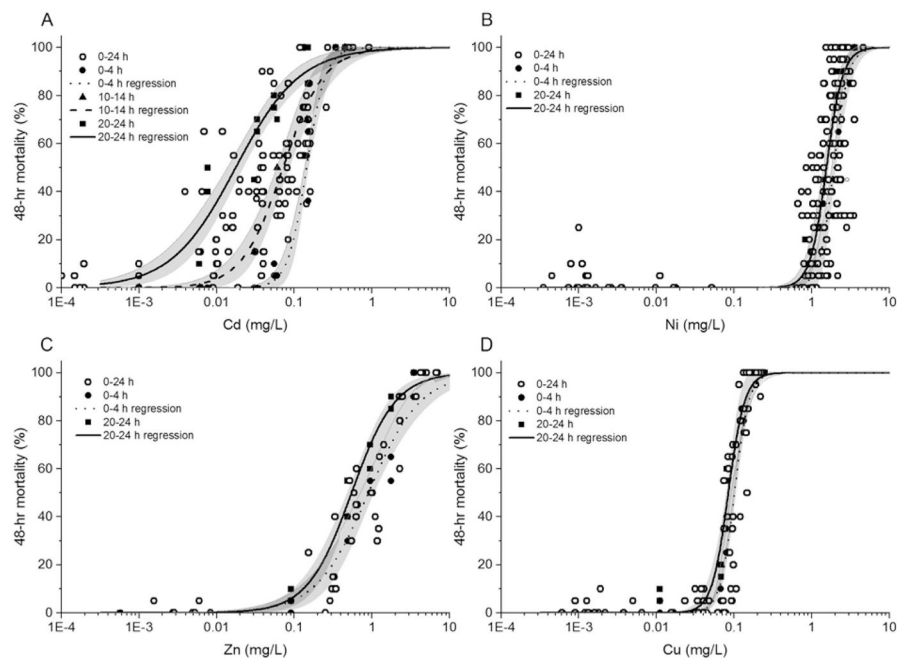 A
48-hr mortality (%)
100
80
60
40
20
0
0-24 h
0-4 h
0-4 h regression
10-14 h
10-14 h regression
20-24 h
20-24 h regression
1E-4 1E-3 0.01 0.1 1 10
Cd (mg/L)
B
48-hr mortality (%)
100
80
60
40
20
0
0-24 h
0-4 h
0-4 h regression
20-24 h
20-24 h regression
1E-4 1E-3 0.01 0.1 1 10
Ni (mg/L)
C
48-hr mortality (%)
100
80
60
40
20
0
0-24 h
0-4 h
0-4 h regression
20-24 h
20-24 h regression
1E-4 1E-3 0.01 0.1 1 10
Zn (mg/L)
D
48-hr mortality (%)
100
80
60
40
20
0
0-24 h
0-4 h
0-4 h regression
20-24 h
20-24 h regression
1E-4 1E-3 0.01 0.1 1 10
Cu (mg/L)